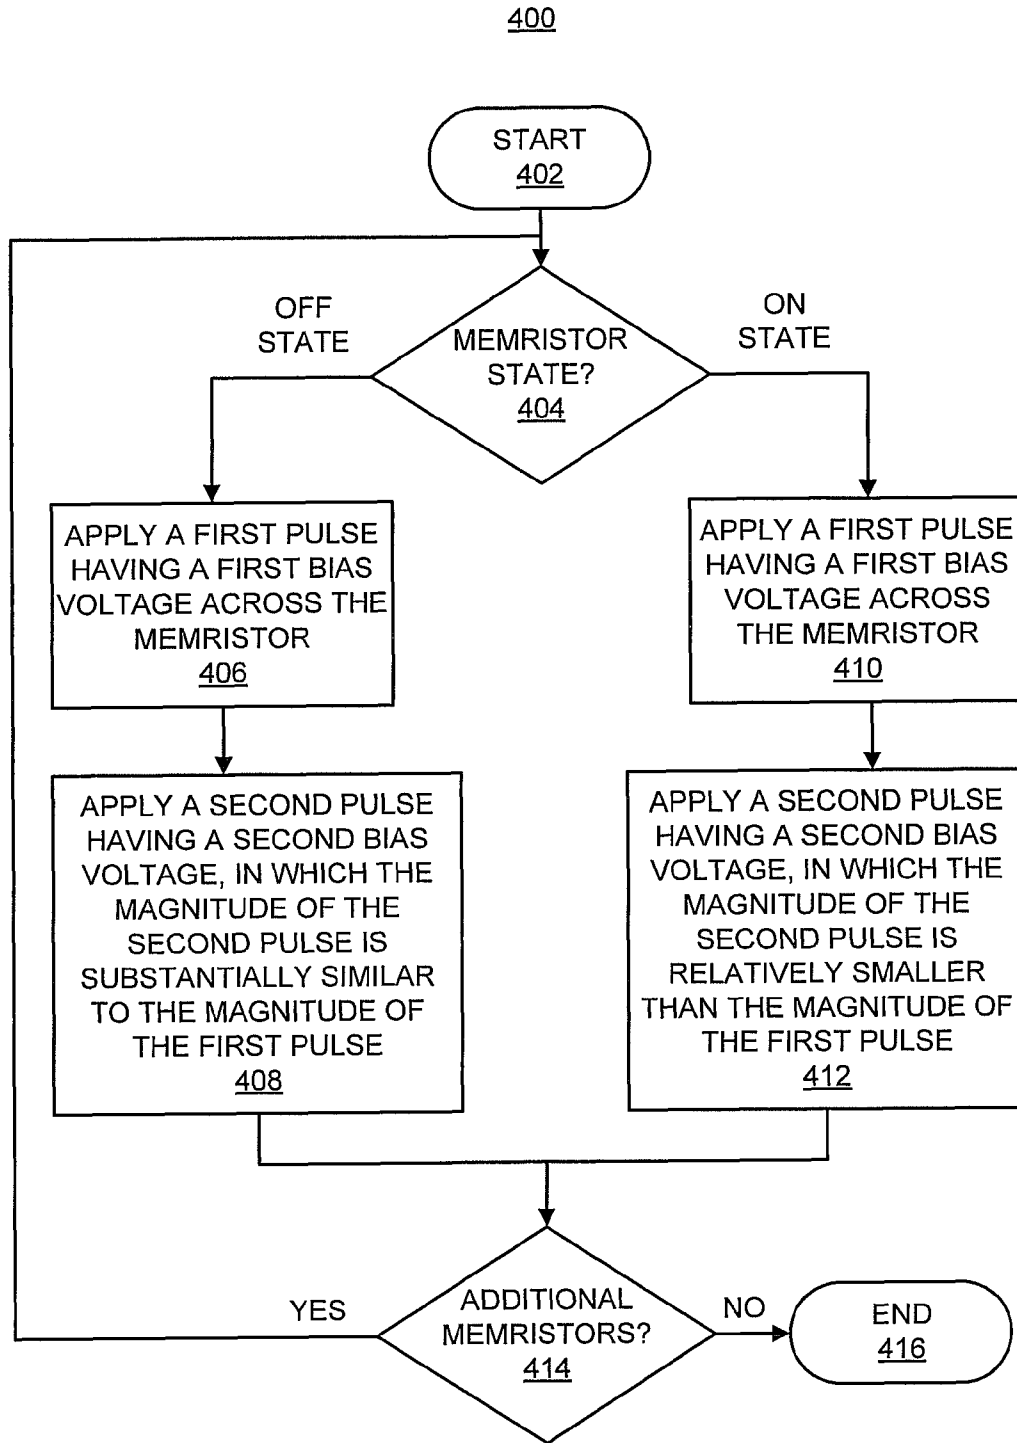 400
START
402
OFF
STATE
ON
STATE
MEMRISTOR
STATE?
404
APPLY A FIRST PULSE
HAVING A FIRST BIAS
VOLTAGE ACROSS THE
MEMRISTOR
406
APPLY A FIRST PULSE
HAVING A FIRST BIAS
VOLTAGE ACROSS
THE MEMRISTOR
410
APPLY A SECOND PULSE
HAVING A SECOND BIAS
VOLTAGE, IN WHICH THE
MAGNITUDE OF THE
SECOND PULSE IS
SUBSTANTIALLY SIMILAR
TO THE MAGNITUDE OF
THE FIRST PULSE
408
APPLY A SECOND PULSE
HAVING A SECOND BIAS
VOLTAGE, IN WHICH THE
MAGNITUDE OF THE
SECOND PULSE IS
RELATIVELY SMALLER
THAN THE MAGNITUDE OF
THE FIRST PULSE
412
YES
ADDITIONAL
MEMRISTORS?
414
NO
END
416